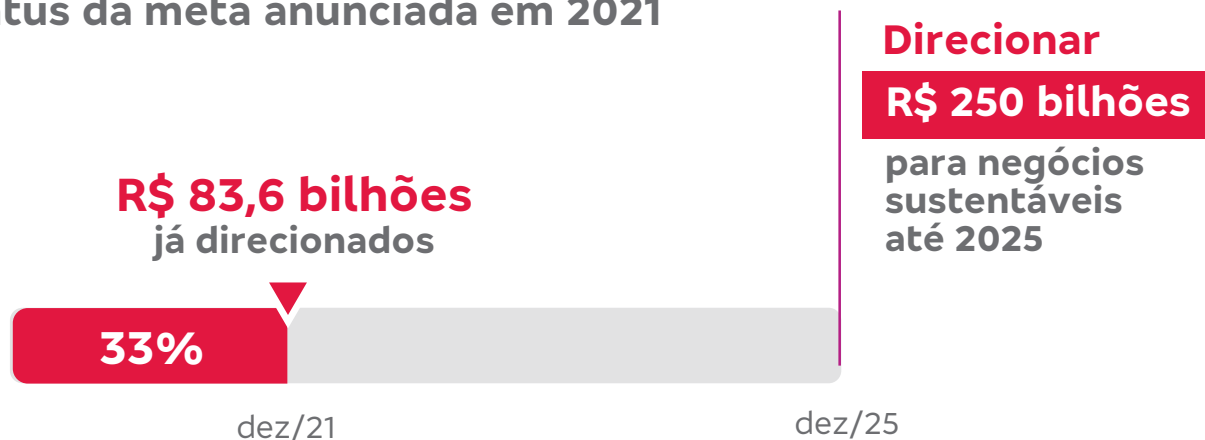 da meta anunciada em 2021
Direcionar
R$ 250 bilhões
para negócios
sustentáveis
até 2025
R$ 83,6 bilhões
já direcionados
33%
dez/21
dez/25